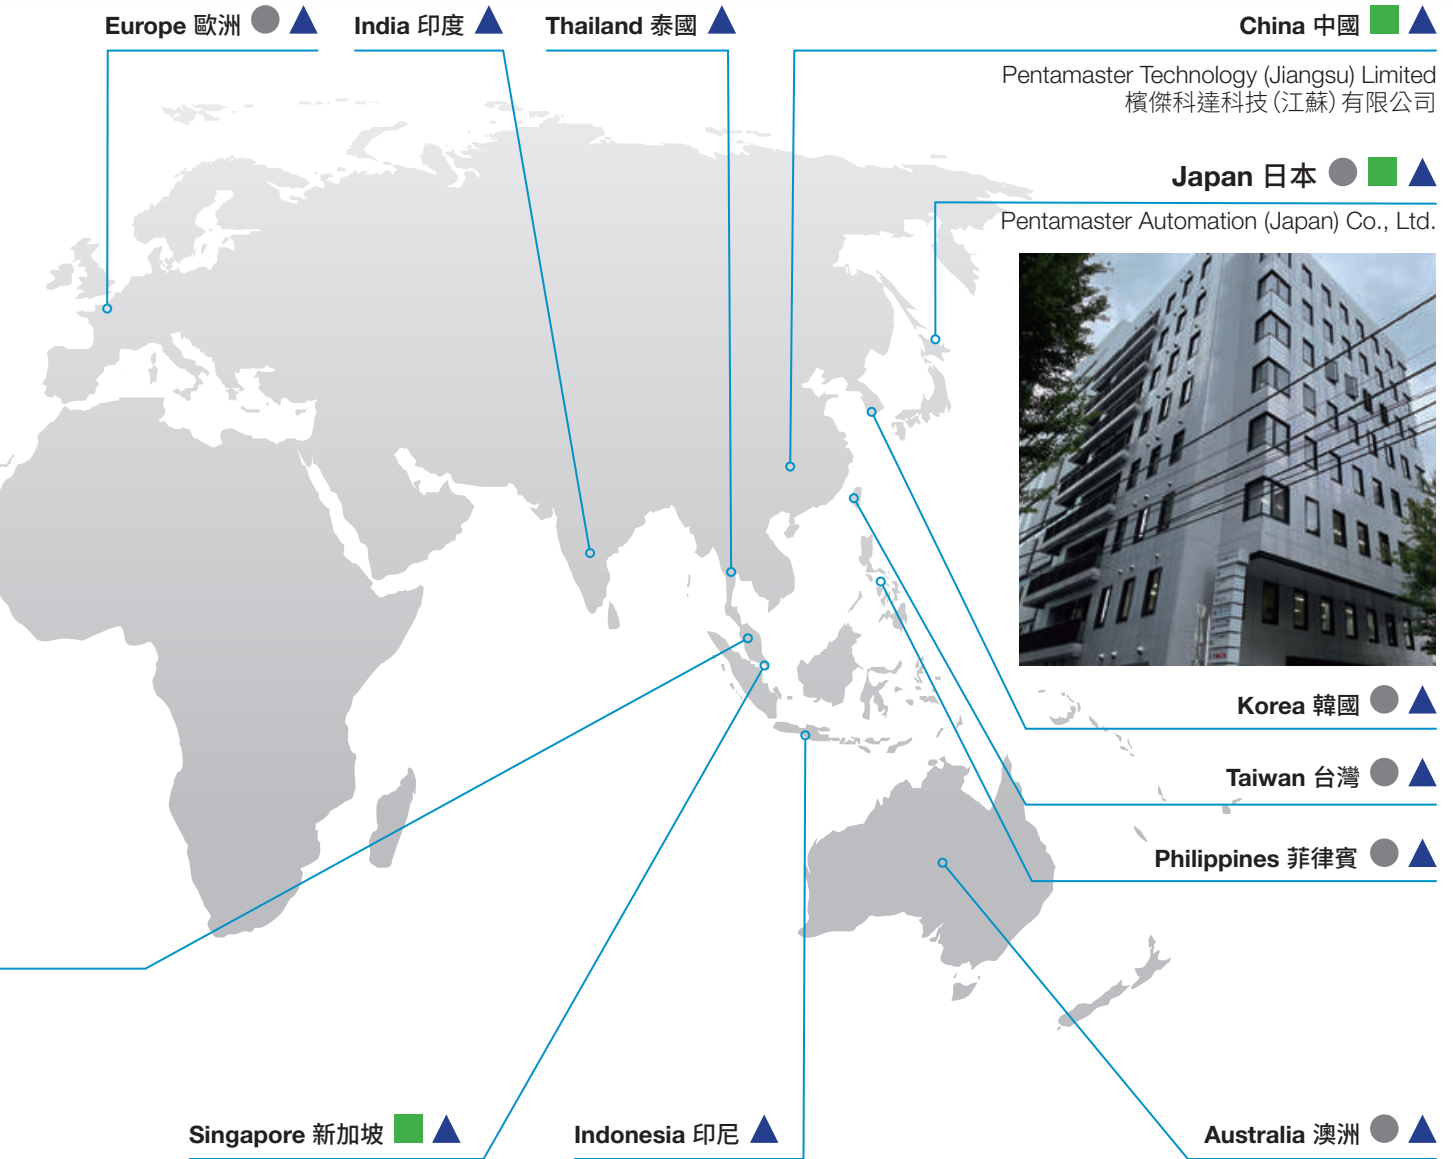 Europe 歐洲
India 印度
Thailand 泰國
China 中國
Pentamaster Technology (Jiangsu) Limited
檳傑科達科技(江蘇)有限公司
Japan 日本
Pentamaster Automation (Japan) Co., Ltd.
Korea 韓國
Taiwan 台灣
Philippines 菲律賓
Singapore 新加坡
Indonesia 印尼
Australia 澳洲